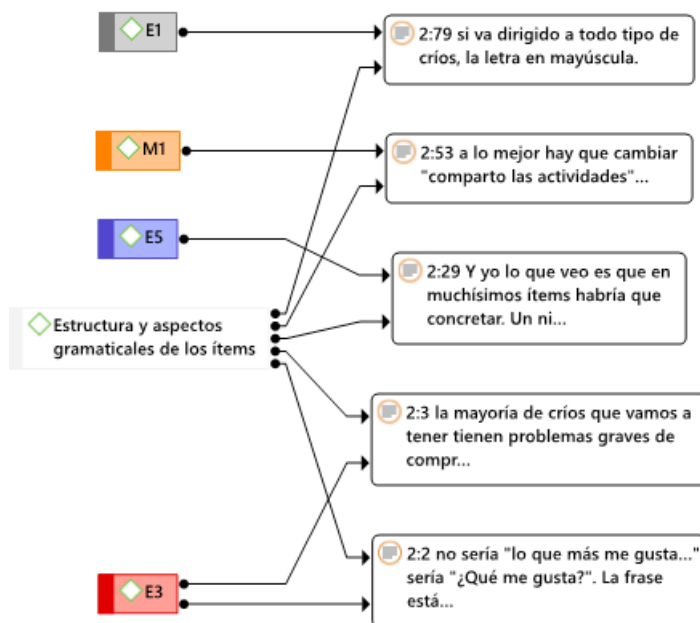 E1
2:79 si va dirigido a todo tipo de
críos, la letra en mayúscula.
M1
2:53 a lo mejor hay que cambiar
"comparto las actividades"...
E5
2:29 Y yo lo que veo es que en
muchísimos ítems habría que
concretar. Un ni...
Estructura y aspectos
gramaticales de los ítems
2:3 la mayoría de críos que vamos a
tener tienen problemas graves de
compr...
E3
2:2 no sería "lo que más me gusta..."
sería "¿Qué me gusta?". La frase
está...